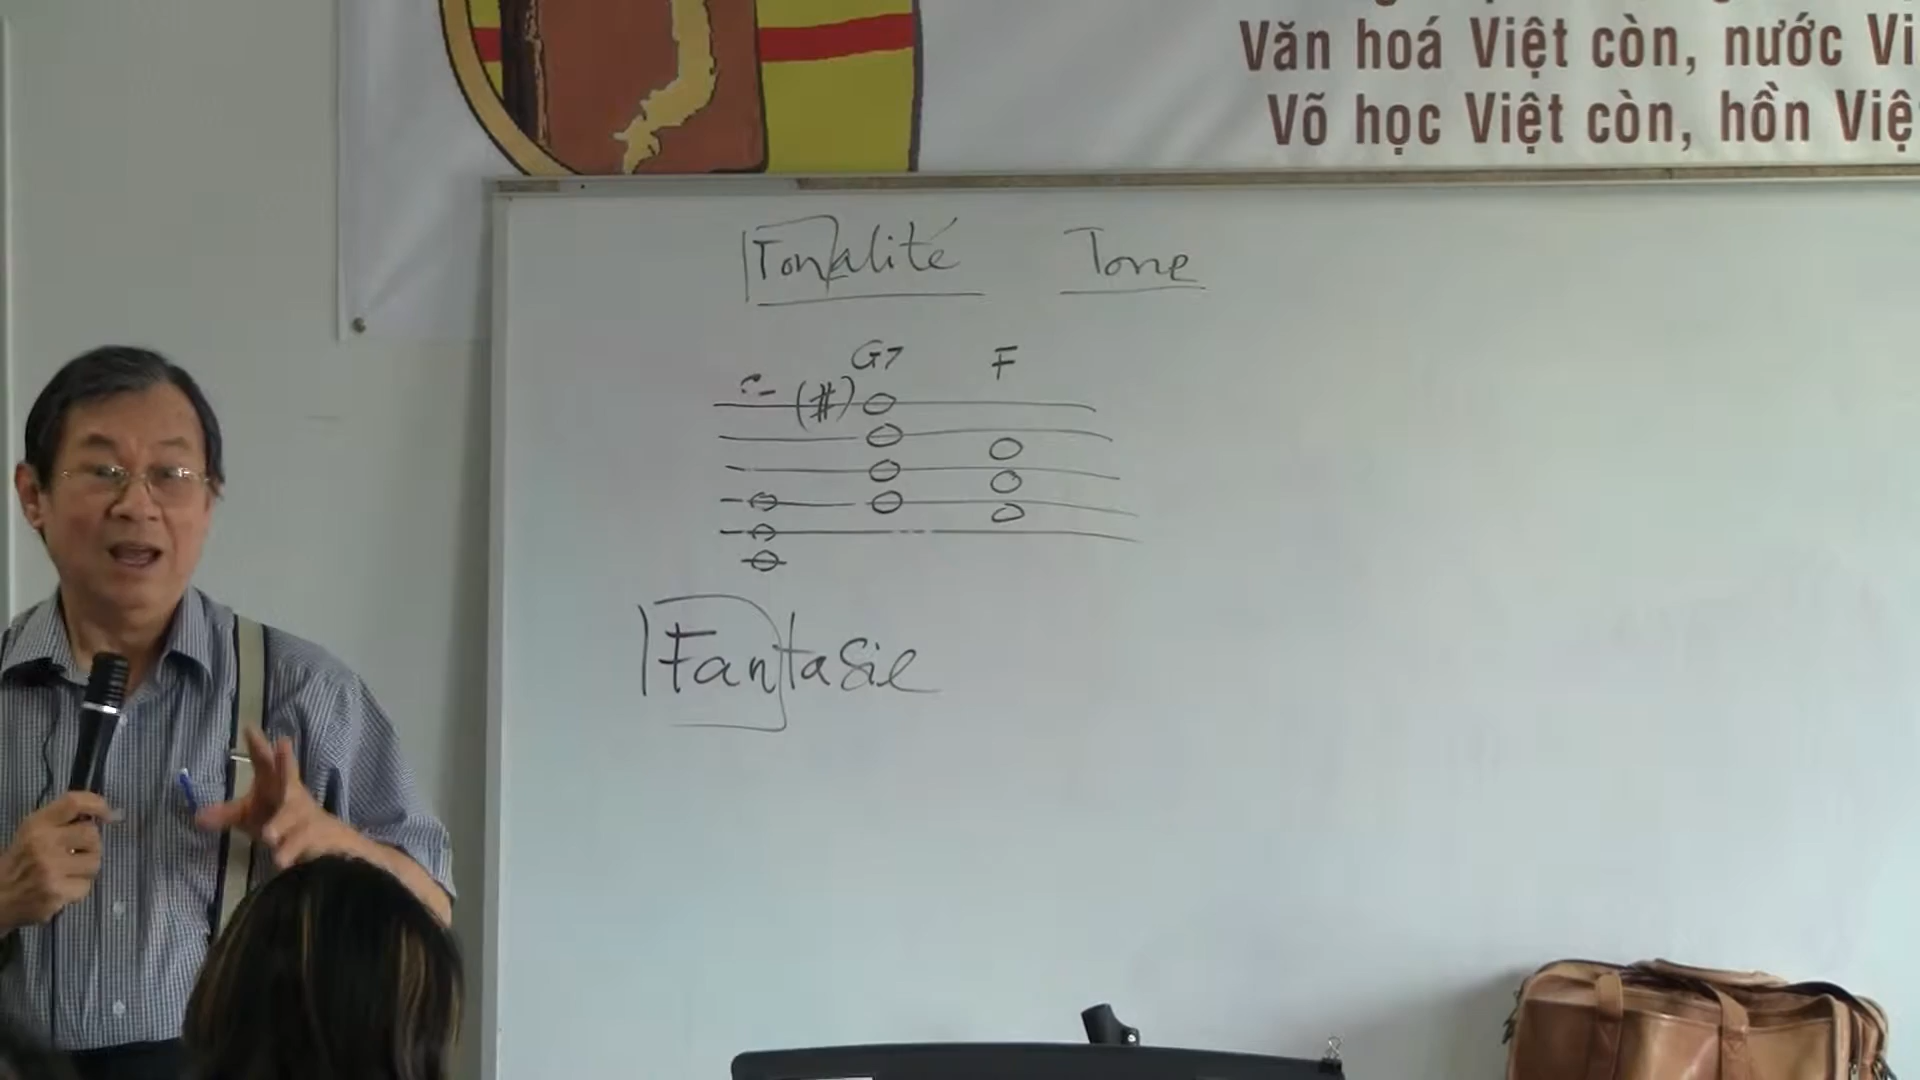 Văn hoá Việt còn, nước Vi
Võ học Việt còn, hồn Việ
Tonalité Tone
G7 F
(#)
Fantasie